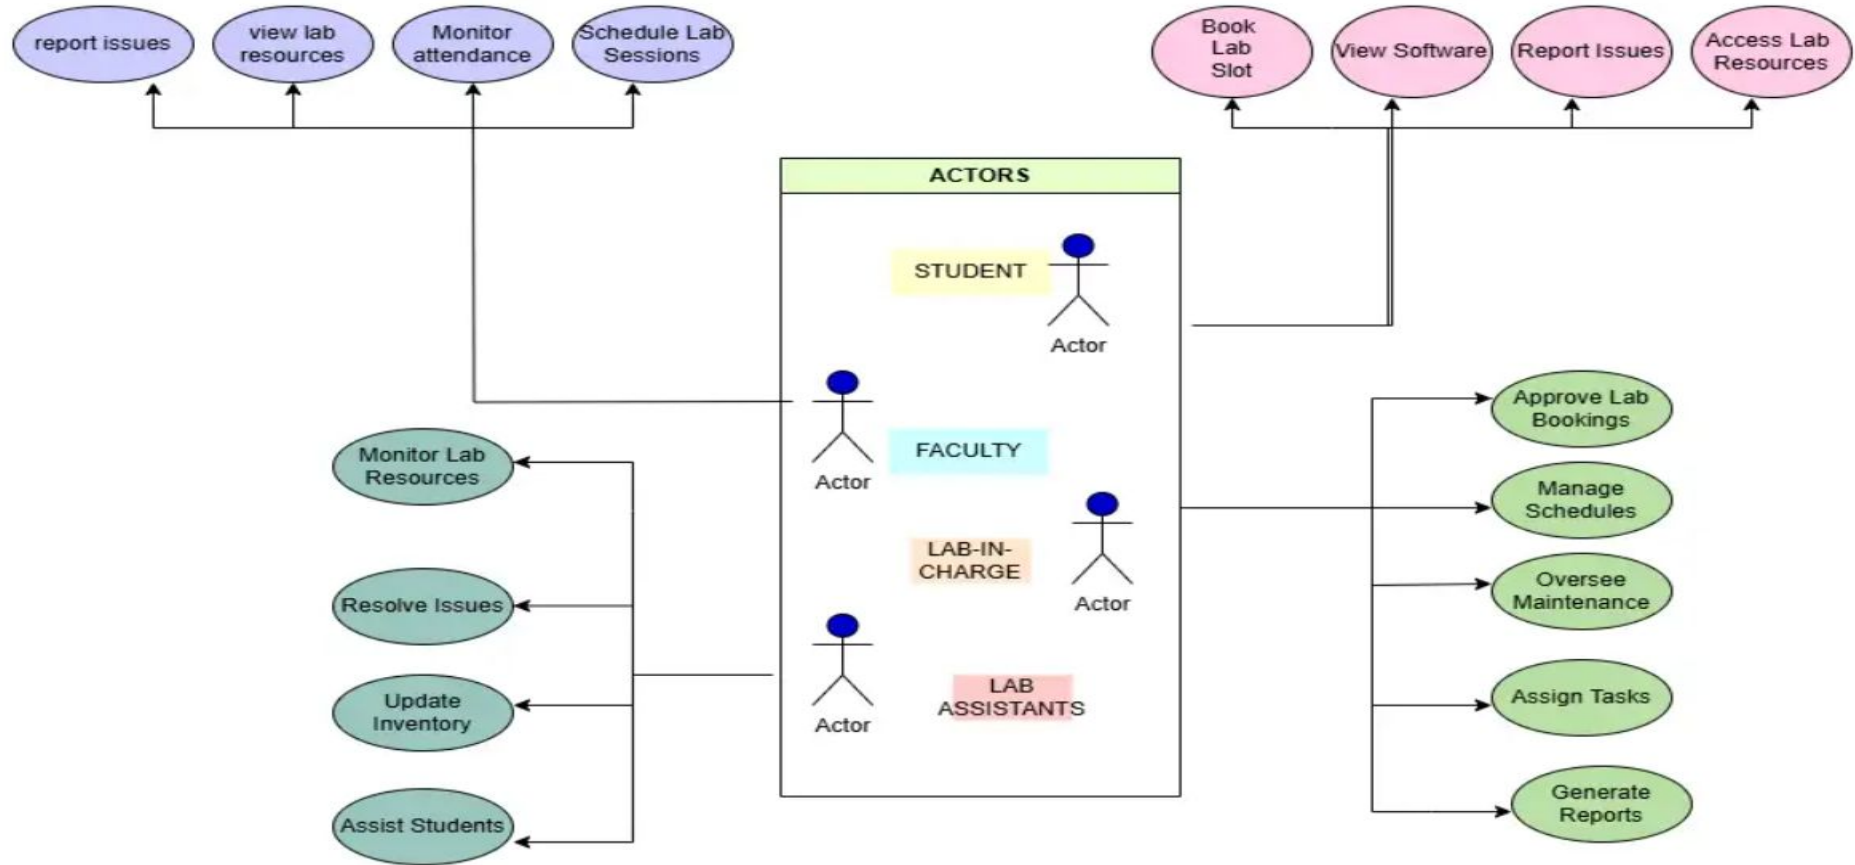 report issues
view lab
resources
Monitor
attendance
Schedule Lab
Sessions
Book
Lab
Slot
View Software
Report Issues
Access Lab
Resources
ACTORS
STUDENT
Actor
Actor
FACULTY
LAB-IN-
CHARGE
Actor
Actor
LAB
ASSISTANTS
Monitor Lab
Resources
Resolve Issues
Update
Inventory
Assist Students
Approve Lab
Bookings
Manage
Schedules
Oversee
Maintenance
Assign Tasks
Generate
Reports